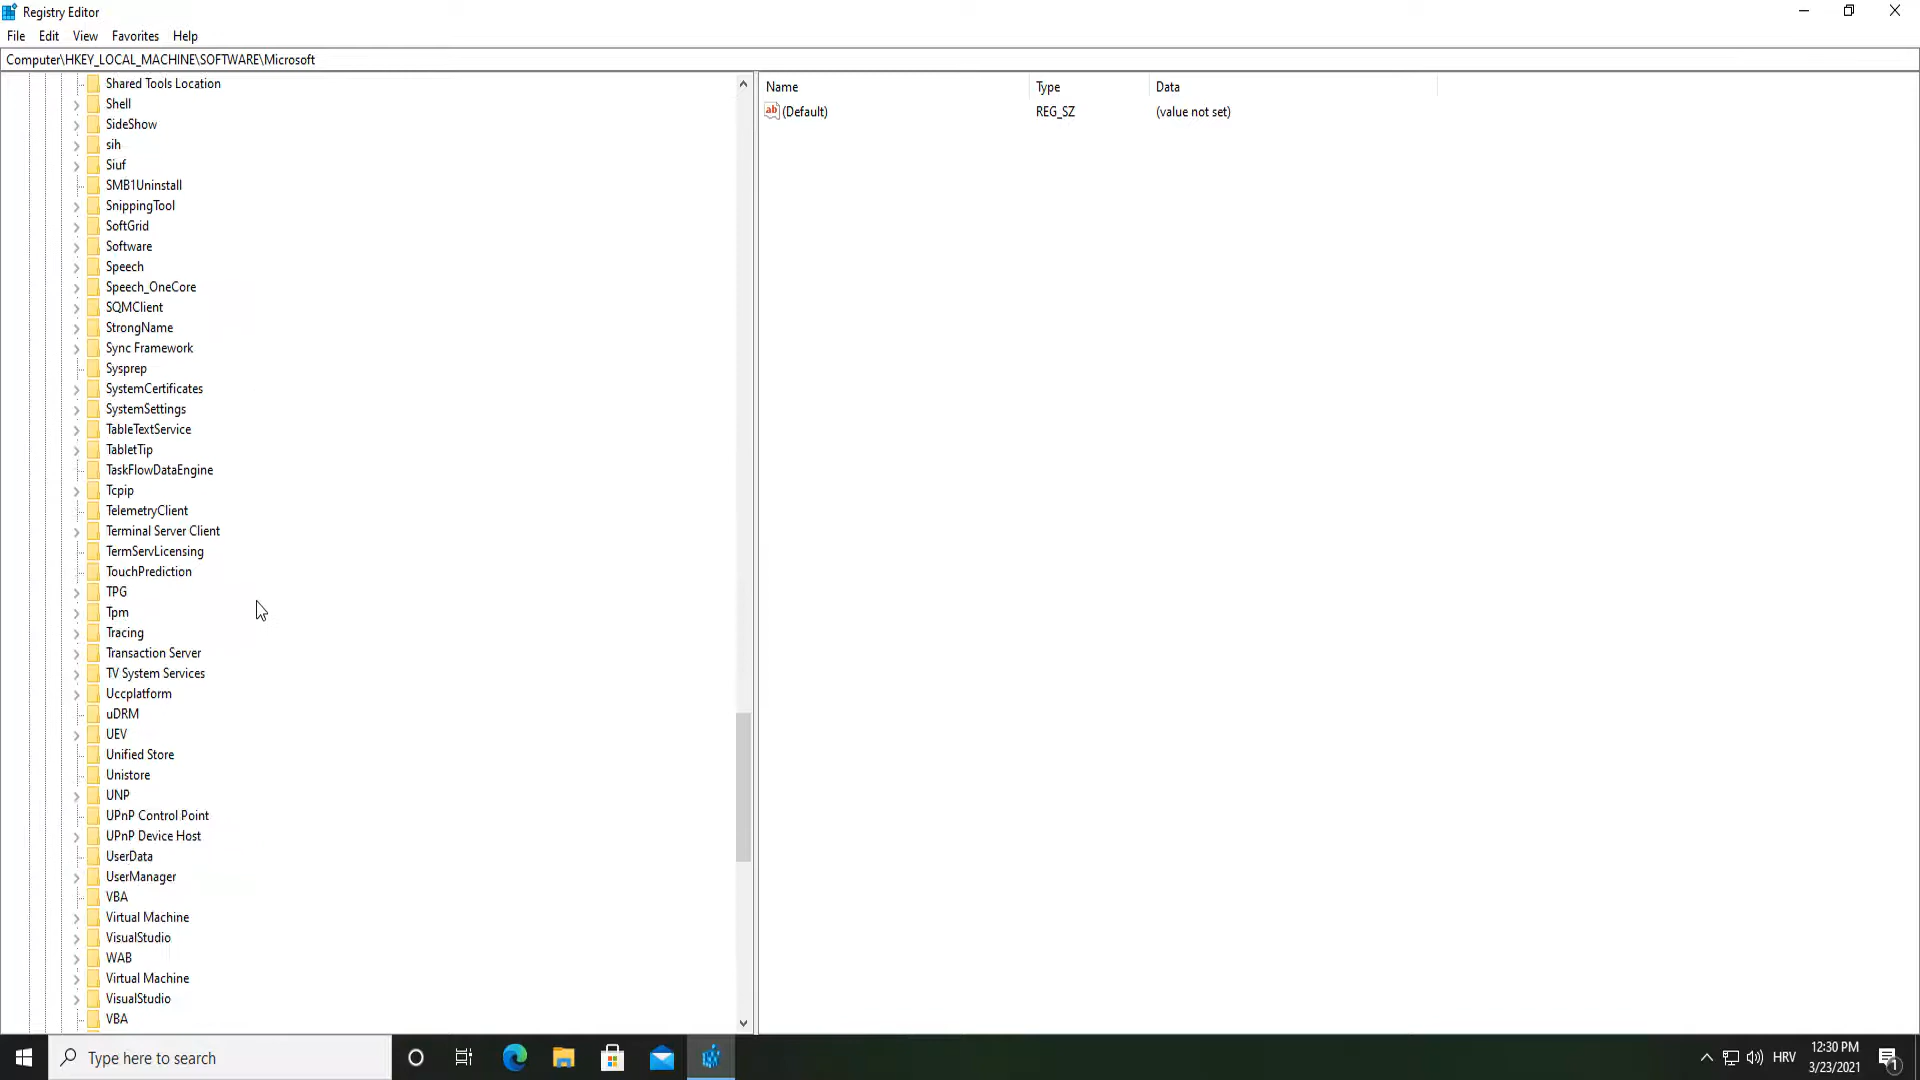 Registry Editor
File Edit View Favorites Help
Computer\HKEY_LOCAL_MACHINE\SOFTWARE\Microsoft
Shared Tools Location
Shell
SideShow
sih
Siuf
SMB1Uninstall
SnippingTool
SoftGrid
Software
Speech
Speech_OneCore
SQMClient
StrongName
Sync Framework
Sysprep
SystemCertificates
SystemSettings
TableTextService
TabletTip
TaskFlowDataEngine
Tcpip
TelemetryClient
Terminal Server Client
TermServLicensing
TouchPrediction
TPG
Tpm
Tracing
Transaction Server
TV System Services
Uccplatform
uDRM
UEV
Unified Store
Unistore
UNP
UPnP Control Point
UPnP Device Host
UserData
UserManager
VBA
Virtual Machine
VisualStudio
WAB
Virtual Machine
VisualStudio
VBA
Name Type Data
ab (Default) REG_SZ (value not set)
Type here to search
HRV
12:30 PM
3/23/2021
1